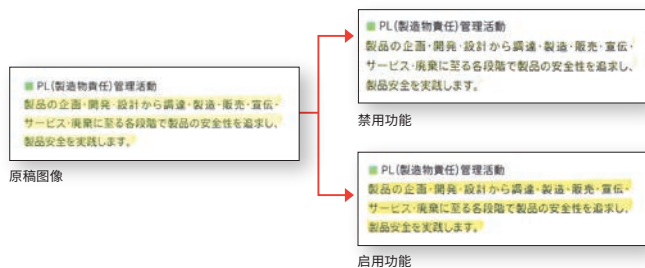 PL(製造物責任)管理活動
製品の企画・開発・設計から調達・製造・販売・宣伝・
サービス・廃棄に至る各段階で製品の安全性を追求し、
製品安全を実践します。
原稿图像
PL(製造物責任)管理活動
製品の企画・開発・設計から調達・製造・販売・宣伝・
サービス・廃棄に至る各段階で製品の安全性を追求し、
製品安全を実践します。
禁用功能
PL(製造物責任)管理活動
製品の企画・開発・設計から調達・製造・販売・宣伝・
サービス・廃棄に至る各段階で製品の安全性を追求し、
製品安全を実践します。
启用功能